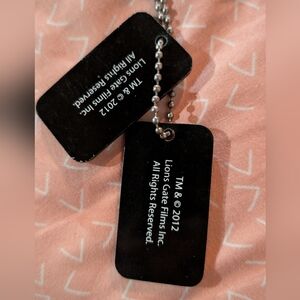 TM & © 2012
Lions Gate Films Inc.
All Rights Reserved.
TM & © 2012
Lions Gate Films Inc.
All Rights Reserved.